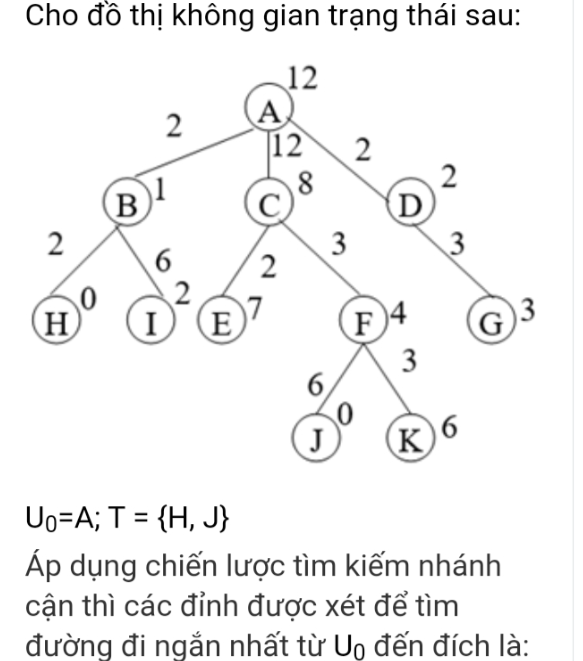 Cho đồ thị không gian trạng thái sau:
12
A
2
12
2
B
1
C
8
D
2
2
6
2
3
3
H
0
I
2
E
7
F
4
G
3
6
3
J
0
K
6
U₀=A; T = {H, J}
Áp dụng chiến lược tìm kiếm nhánh
cận thì các đỉnh được xét để tìm
đường đi ngắn nhất từ U₀ đến đích là: